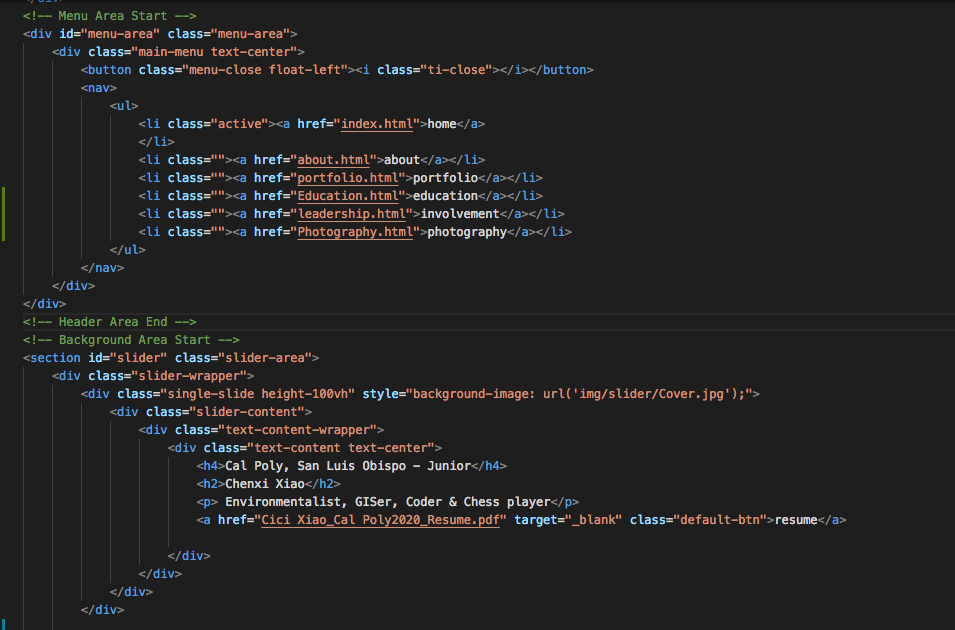 <!-- Menu Area Start -->
<div id="menu-area" class="menu-area">
<div class="main-menu text-center">
<button class="menu-close float-left"><i class="ti-close"></i></button>
<nav>
<ul>
<li class="active"><a href="index.html">home</a>
</li>
<li class=""><a href="about.html">about</a></li>
<li class=""><a href="portfolio.html">portfolio</a></li>
<li class=""><a href="Education.html">education</a></li>
<li class=""><a href="leadership.html">involvement</a></li>
<li class=""><a href="Photography.html">photography</a></li>
</ul>
</nav>
</div>
</div>
<!-- Header Area End -->
<!-- Background Area Start -->
<section id="slider" class="slider-area">
<div class="slider-wrapper">
<div class="single-slide height-100vh" style="background-image: url('img/slider/Cover.jpg');">
<div class="slider-content">
<div class="text-content-wrapper">
<div class="text-content text-center">
<h4>Cal Poly, San Luis Obispo - Junior</h4>
<h2>Chenxi Xiao</h2>
<p> Environmentalist, GISer, Coder & Chess player</p>
<a href="Cici Xiao_Cal Poly2020_Resume.pdf" target="_blank" class="default-btn">resume</a>
</div>
</div>
</div>
</div>